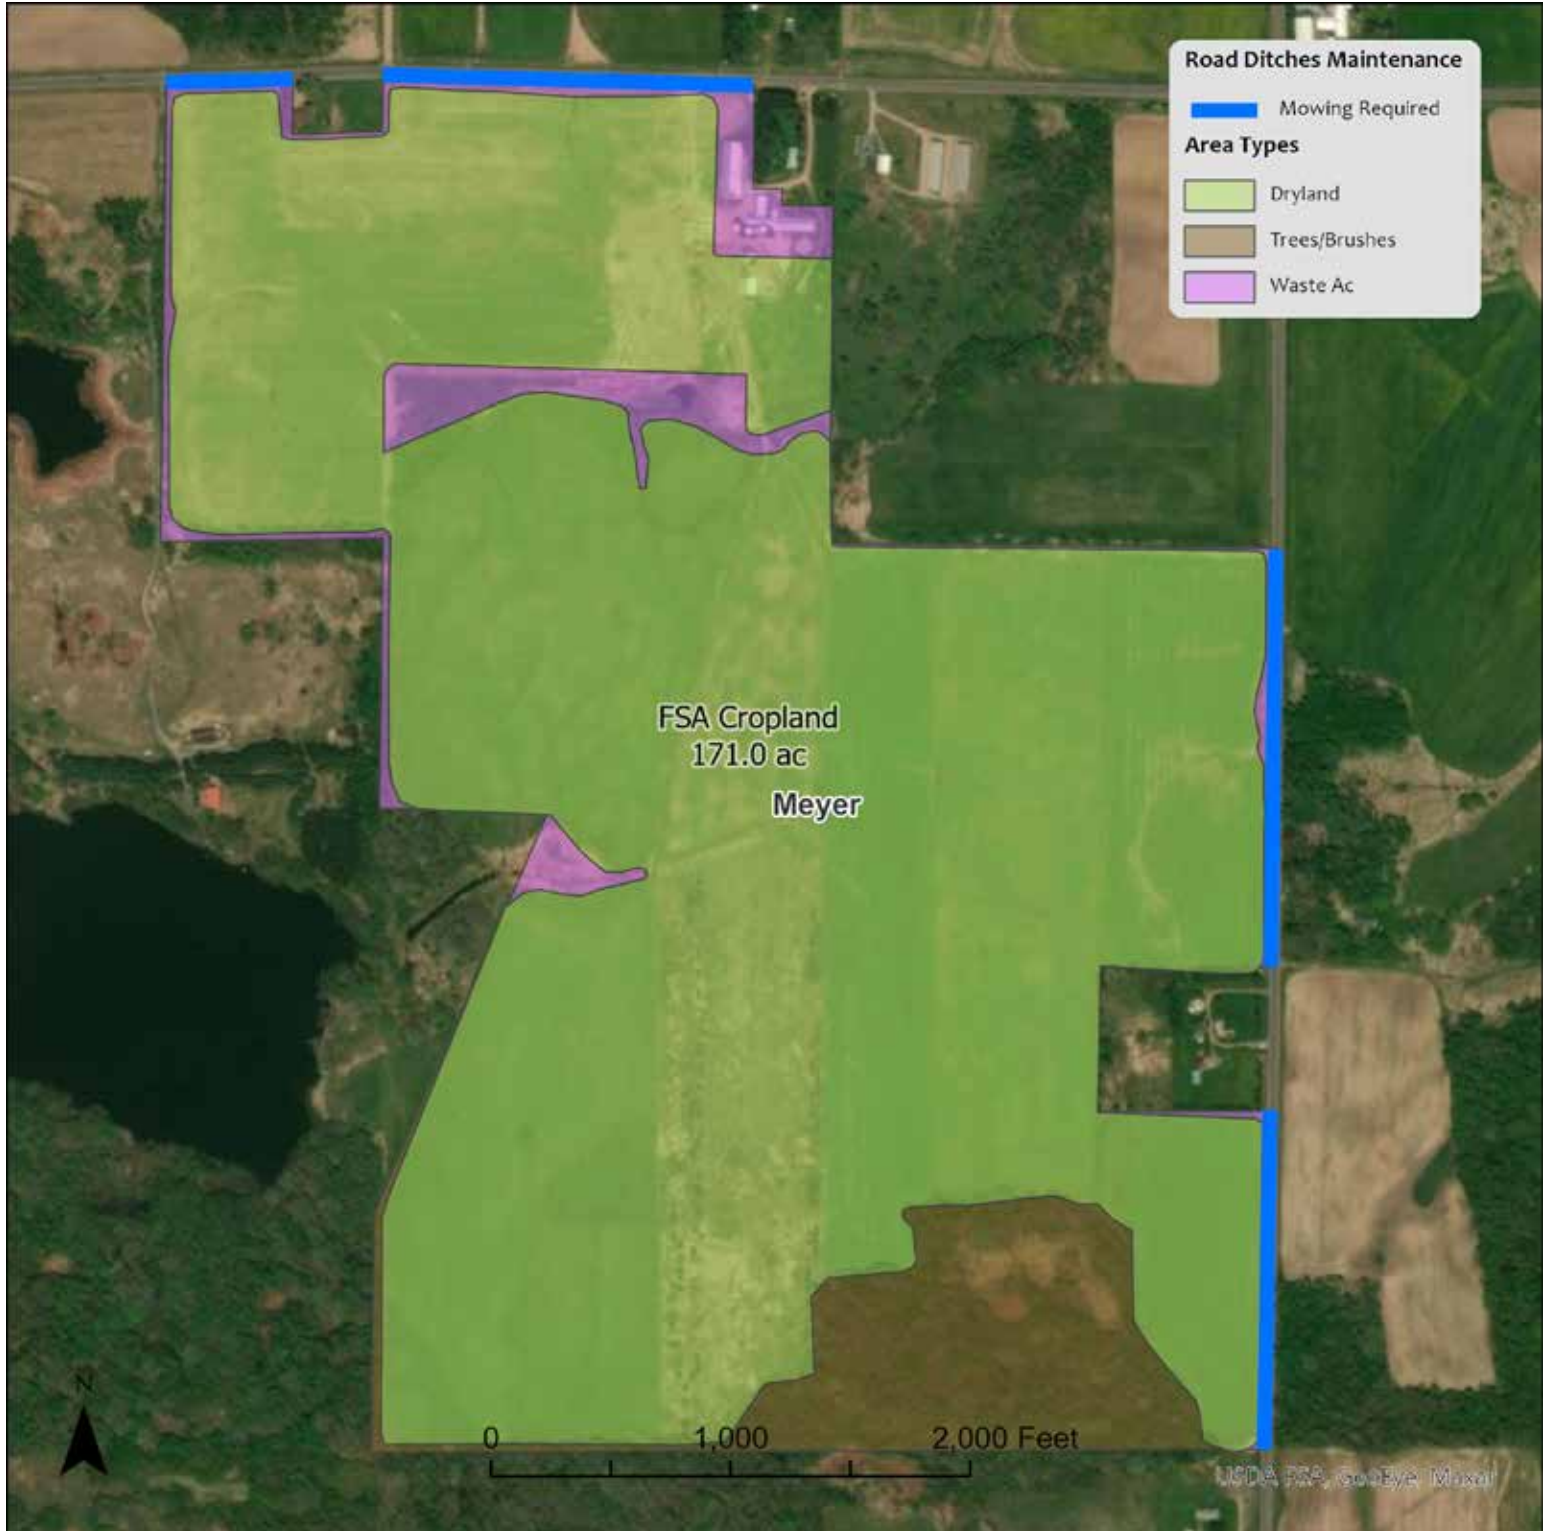 Road Ditches Maintenance
Mowing Required
Area Types
Dryland
Trees/Brushes
Waste Ac
FSA Cropland
171.0 ac
Meyer
N
0 1,000 2,000 Feet
USDA FSA, GeoEye, Maxar